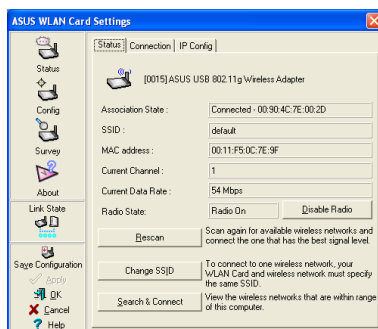 ASUS WLAN Card Settings
Status
Config
Survey
About
Link State
Save Configuration
Apply
OK
Cancel
Help
Status Connection IP Config
[0015] ASUS USB 802.11g Wireless Adapter
Association State : Connected - 00:90:4C:7E:00:2D
SSID : default
MAC address : 00:11:F5:0C:7E:9F
Current Channel : 1
Current Data Rate : 54 Mbps
Radio State: Radio On Disable Radio
Rescan
Scan again for available wireless networks and
connect the one that has the best signal level.
Change SSID
To connect to one wireless network, your
WLAN Card and wireless network must specify
the same SSID.
Search & Connect
View the wireless networks that are within range
of this computer.